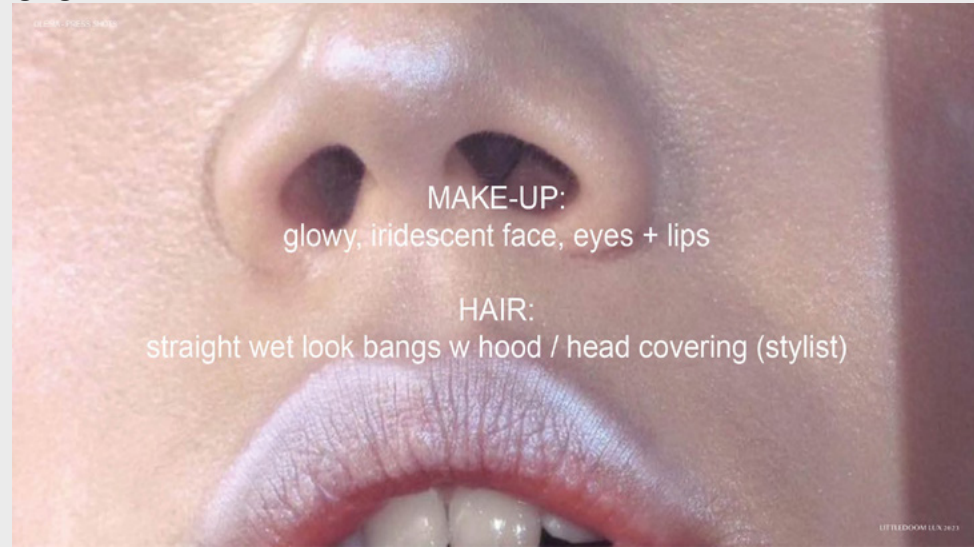 MAKE-UP:
glowy, iridescent face, eyes + lips
HAIR:
straight wet look bangs w hood / head covering (stylist)
LITTLEDOOM LUX 2023